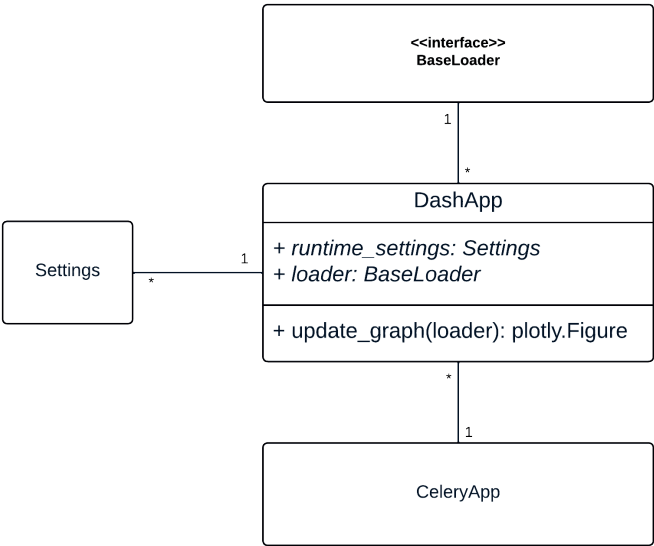 <<interface>>
BaseLoader
1
*
DashApp
+ runtime_settings: Settings
+ loader: BaseLoader
+ update_graph(loader): plotly.Figure
Settings
*
1
*
1
CeleryApp